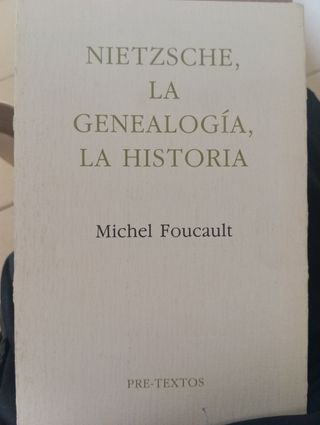 NIETZSCHE,
LA
GENEALOGÍA,
LA HISTORIA
Michel Foucault
PRE-TEXTOS